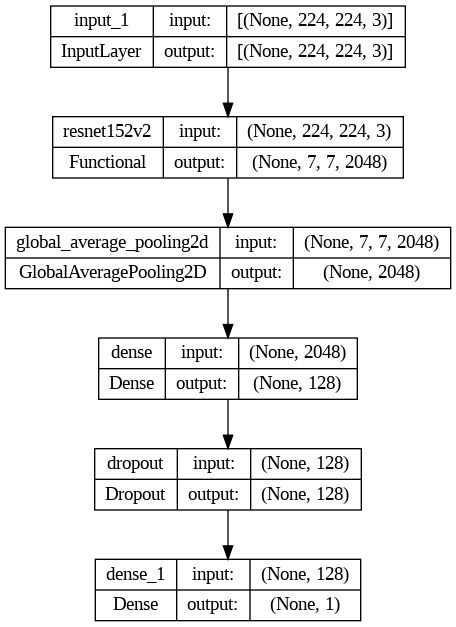 input_1 input: [(None, 224, 224, 3)]
InputLayer output: [(None, 224, 224, 3)]
resnet152v2 input: (None, 224, 224, 3)
Functional output: (None, 7, 7, 2048)
global_average_pooling2d input: (None, 7, 7, 2048)
GlobalAveragePooling2D output: (None, 2048)
dense input: (None, 2048)
Dense output: (None, 128)
dropout input: (None, 128)
Dropout output: (None, 128)
dense_1 input: (None, 128)
Dense output: (None, 1)